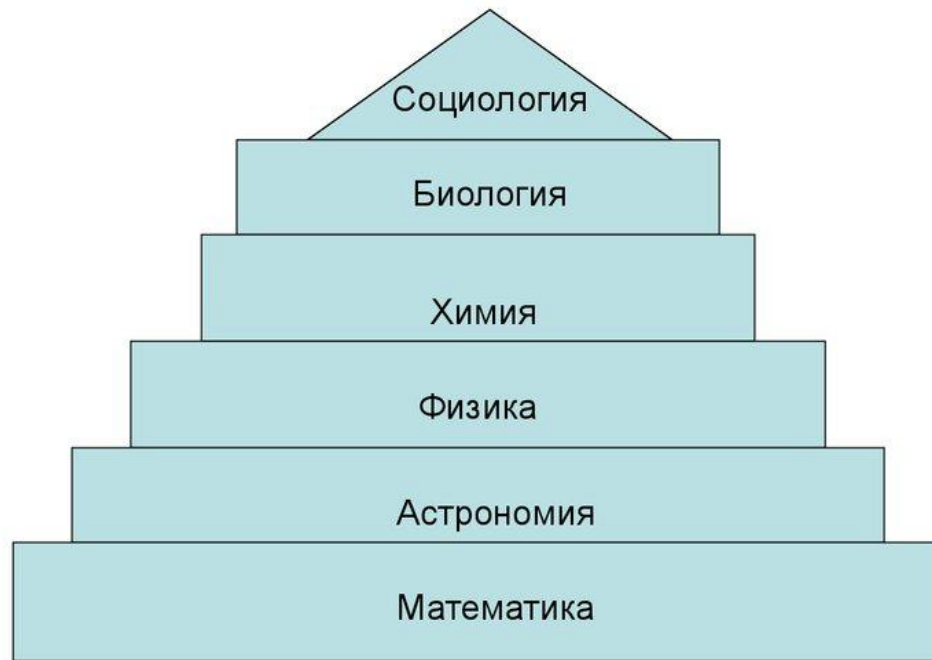 Социология
Биология
Химия
Физика
Астрономия
Математика